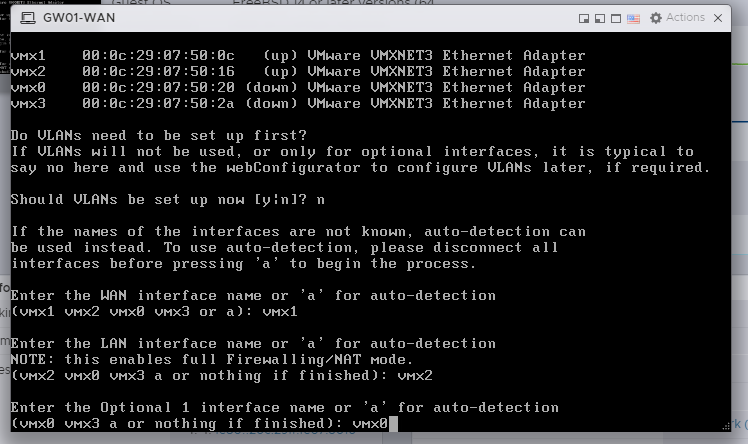 Guest OS
FreeBSD 14 or later versions (64
GW01-WAN
Actions
vmx1    00:0c:29:07:50:0c   (up) VMware VMXNET3 Ethernet Adapter
vmx2    00:0c:29:07:50:16   (up) VMware VMXNET3 Ethernet Adapter
vmx0    00:0c:29:07:50:20 (down) VMware VMXNET3 Ethernet Adapter
vmx3    00:0c:29:07:50:2a (down) VMware VMXNET3 Ethernet Adapter
Do VLANs need to be set up first?
If VLANs will not be used, or only for optional interfaces, it is typical to
say no here and use the webConfigurator to configure VLANs later, if required.
Should VLANs be set up now [y|n]? n
If the names of the interfaces are not known, auto-detection can
be used instead. To use auto-detection, please disconnect all
interfaces before pressing 'a' to begin the process.
Enter the WAN interface name or 'a' for auto-detection
(vmx1 vmx2 vmx0 vmx3 or a): vmx1
Enter the LAN interface name or 'a' for auto-detection
NOTE: this enables full Firewalling/NAT mode.
(vmx2 vmx0 vmx3 a or nothing if finished): vmx2
Enter the Optional 1 interface name or 'a' for auto-detection
(vmx0 vmx3 a or nothing if finished): vmx0